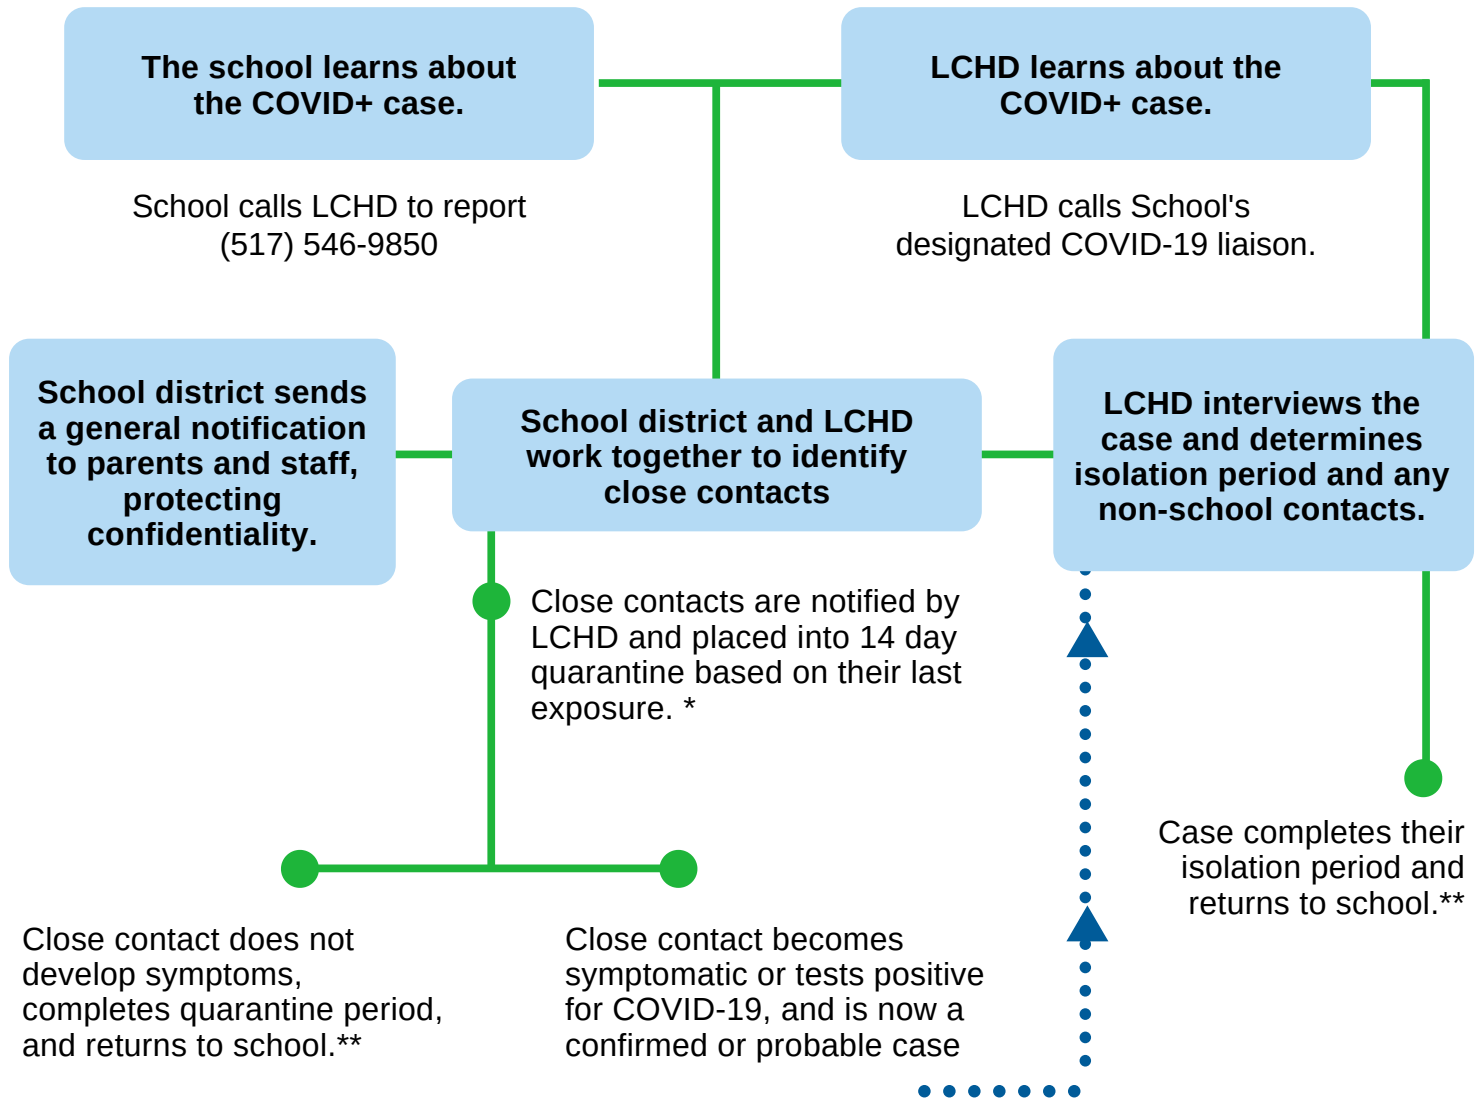 The school learns about
the COVID+ case.
LCHD learns about the
COVID+ case.
School calls LCHD to report
(517) 546-9850
LCHD calls School's
designated COVID-19 liaison.
School district sends
a general notification
to parents and staff,
protecting
confidentiality.
School district and LCHD
work together to identify
close contacts
LCHD interviews the
case and determines
isolation period and any
non-school contacts.
Close contacts are notified by
LCHD and placed into 14 day
quarantine based on their last
exposure. *
Case completes their
isolation period and
returns to school.**
Close contact does not
develop symptoms,
completes quarantine period,
and returns to school.**
Close contact becomes
symptomatic or tests positive
for COVID-19, and is now a
confirmed or probable case